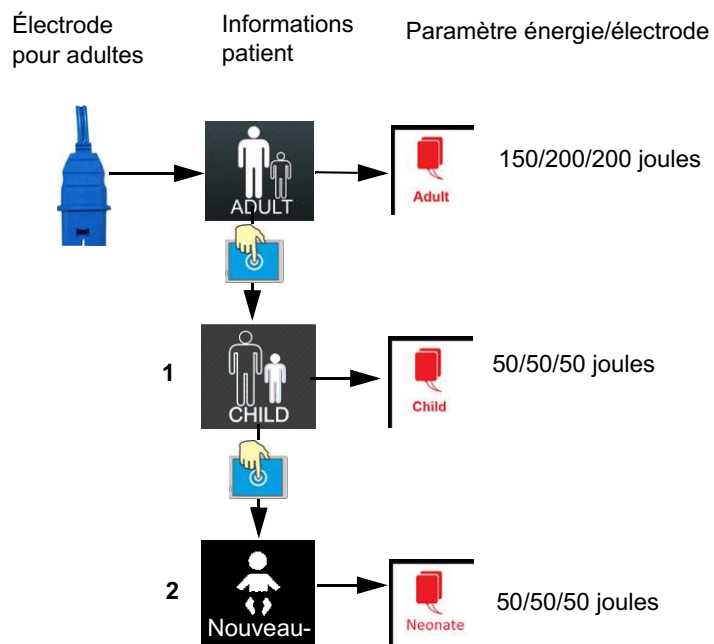 Électrode
pour adultes
Informations
patient
Paramètre énergie/électrode
ADULT
Adult
150/200/200 joules
1
CHILD
Child
50/50/50 joules
2
Nouveau-
Neonate
50/50/50 joules